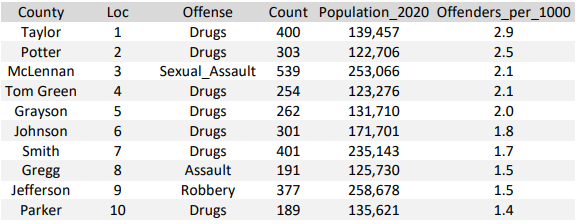 County Loc Offense Count Population_2020 Offenders_per_1000
Taylor 1 Drugs 400 139,457 2.9
Potter 2 Drugs 303 122,706 2.5
McLennan 3 Sexual_Assault 539 253,066 2.1
Tom Green 4 Drugs 254 123,276 2.1
Grayson 5 Drugs 262 131,710 2.0
Johnson 6 Drugs 301 171,701 1.8
Smith 7 Drugs 401 235,143 1.7
Gregg 8 Assault 191 125,730 1.5
Jefferson 9 Robbery 377 258,678 1.5
Parker 10 Drugs 189 135,621 1.4